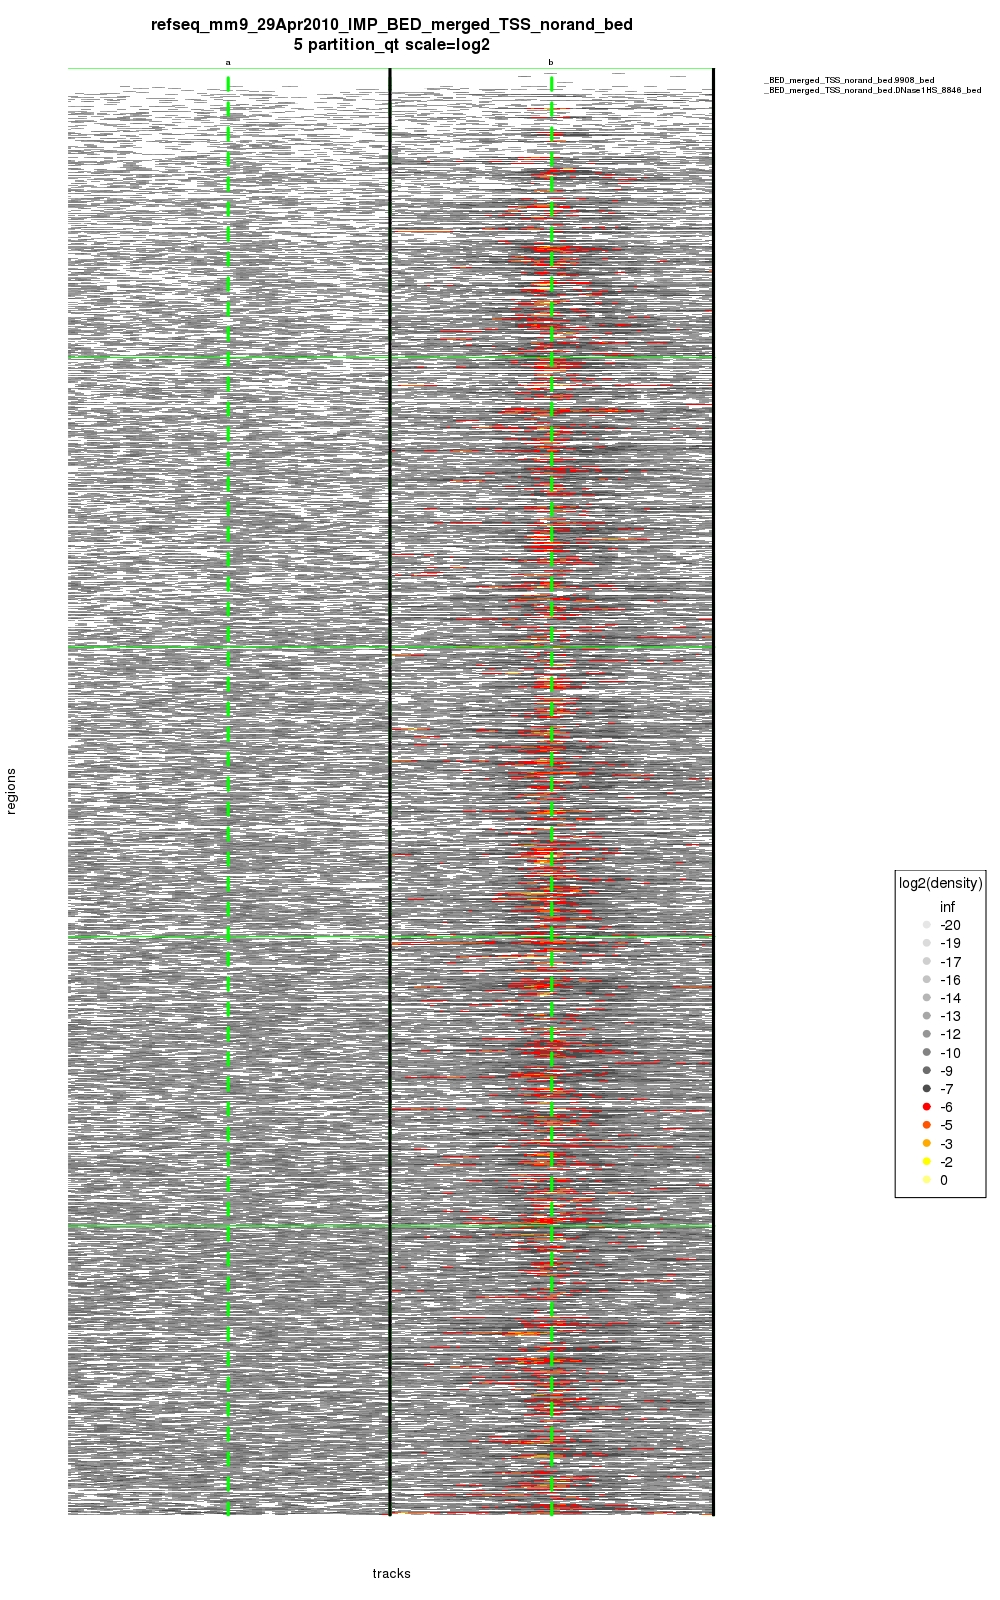 refseq_mm9_29Apr2010_IMP_BED_merged_TSS_norand_bed
5 partition_qt scale=log2
a
b
_BED_merged_TSS_norand_bed.9908_bed
_BED_merged_TSS_norand_bed.DNase1HS_8846_bed
regions
log2(density)
inf
-20
-19
-17
-16
-14
-13
-12
-10
-9
-7
-6
-5
-3
-2
0
tracks